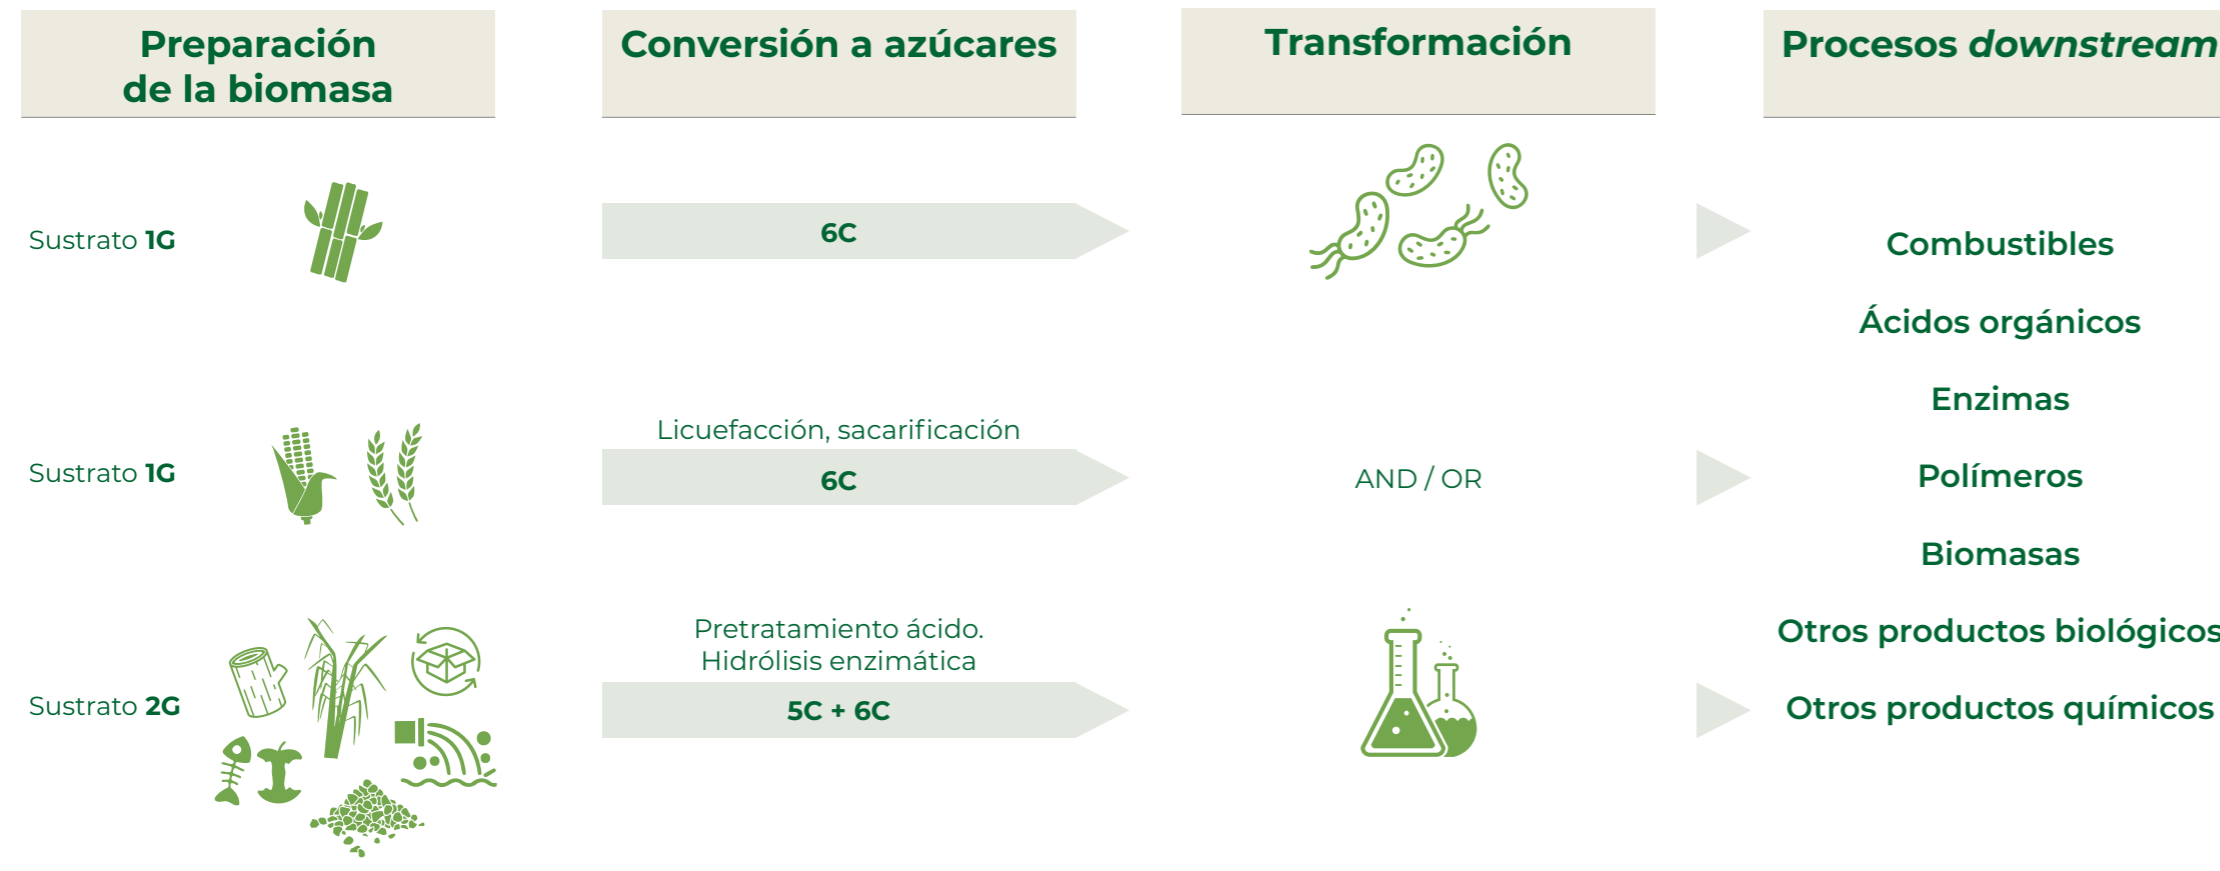 Preparación
de la biomasa
Conversión a azúcares
Transformación
Procesos downstream
Sustrato 1G
6C
Sustrato 1G
Licuefacción, sacarificación
6C
AND / OR
Sustrato 2G
Pretratamiento ácido.
Hidrólisis enzimática
5C + 6C
Combustibles
Ácidos orgánicos
Enzimas
Polímeros
Biomasas
Otros productos biológicos
Otros productos químicos